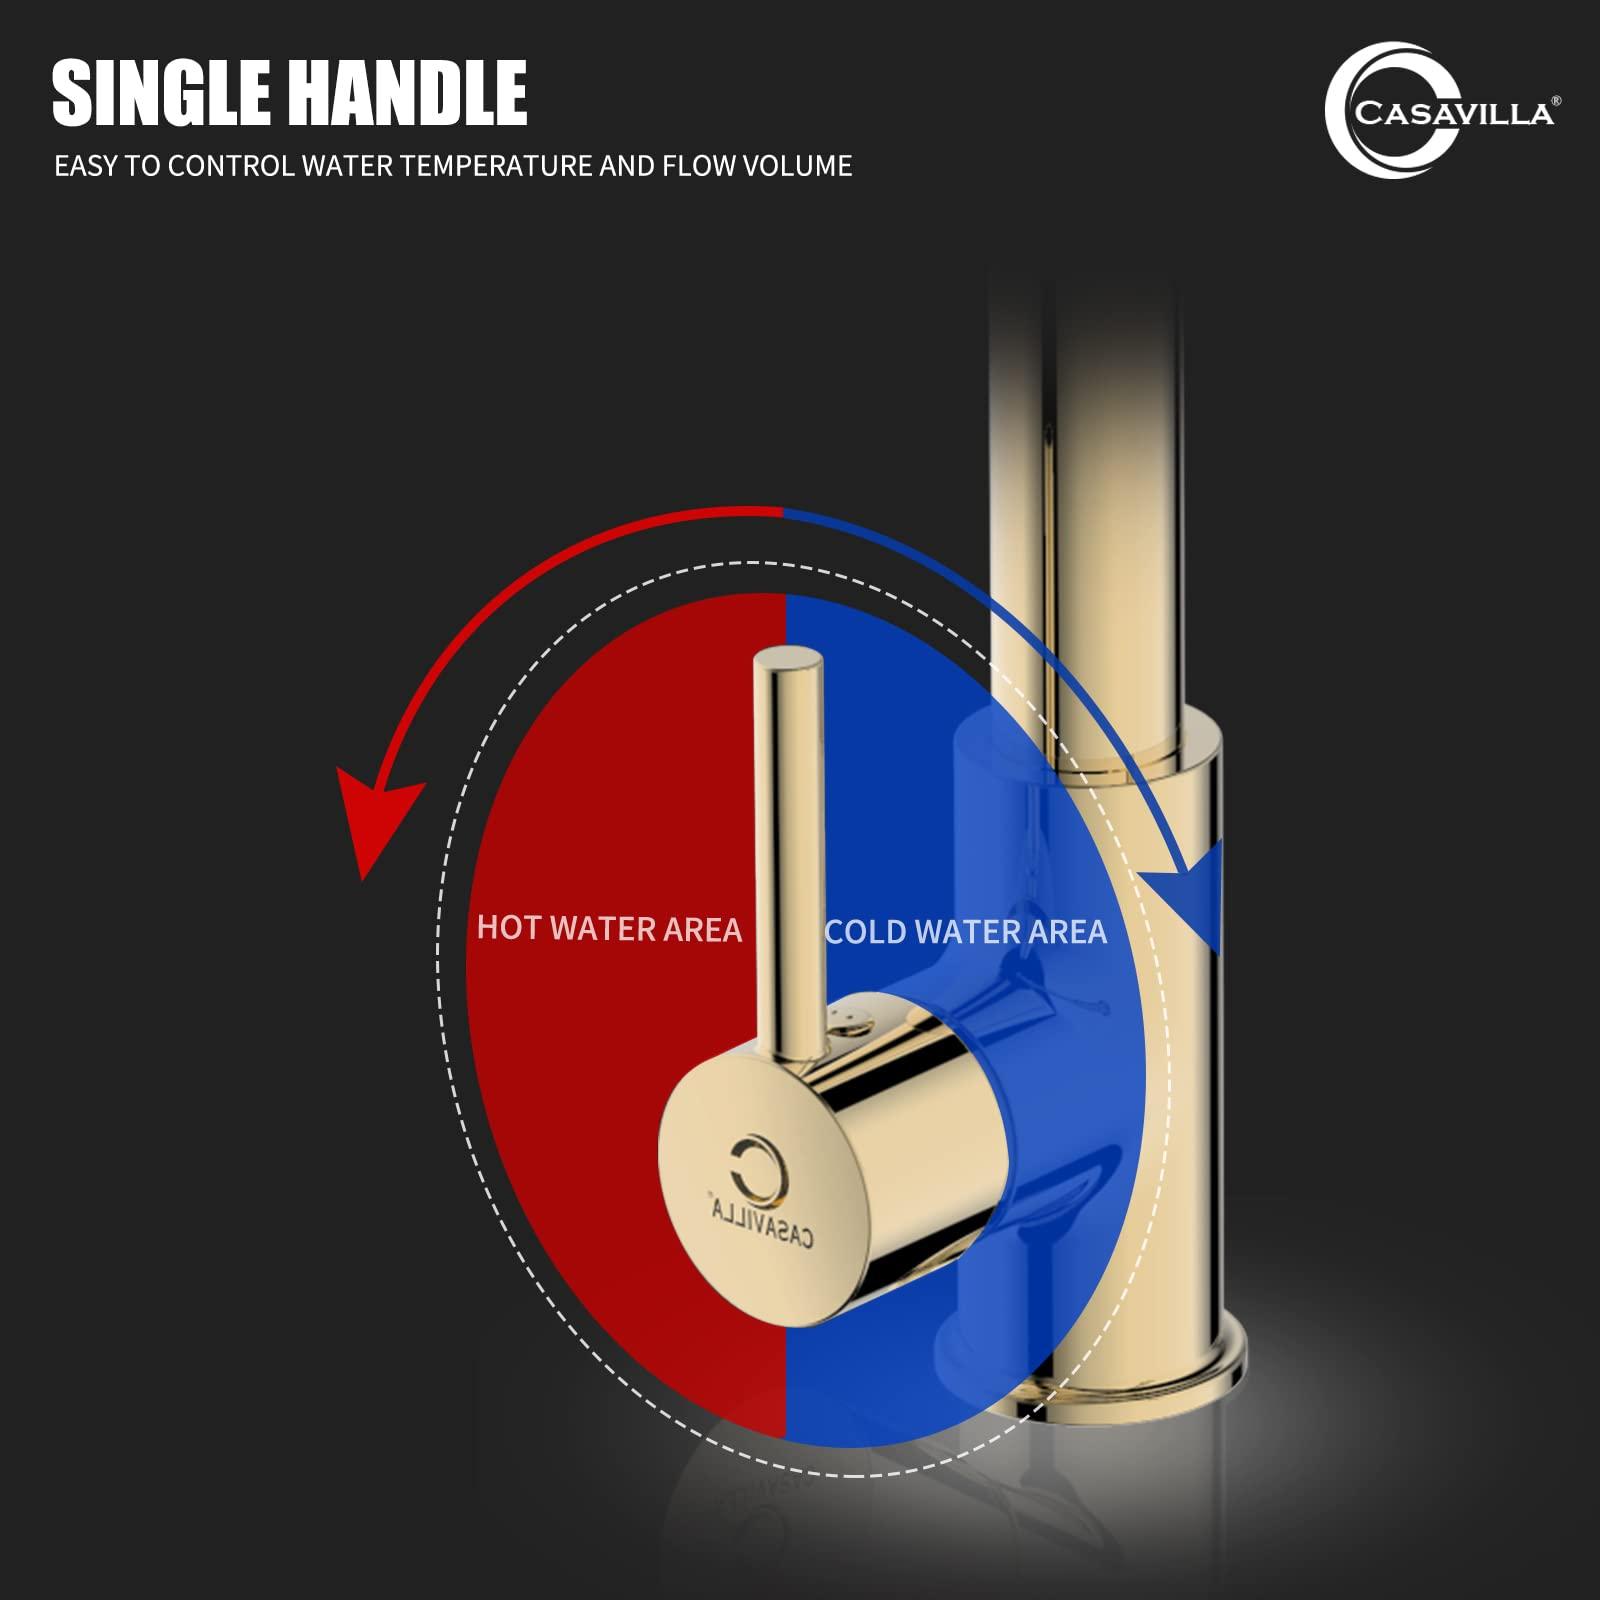 SINGLE HANDLE
EASY TO CONTROL WATER TEMPERATURE AND FLOW VOLUME
CASAVILLA®
HOT WATER AREA
COLD WATER AREA
CASAVILLA®